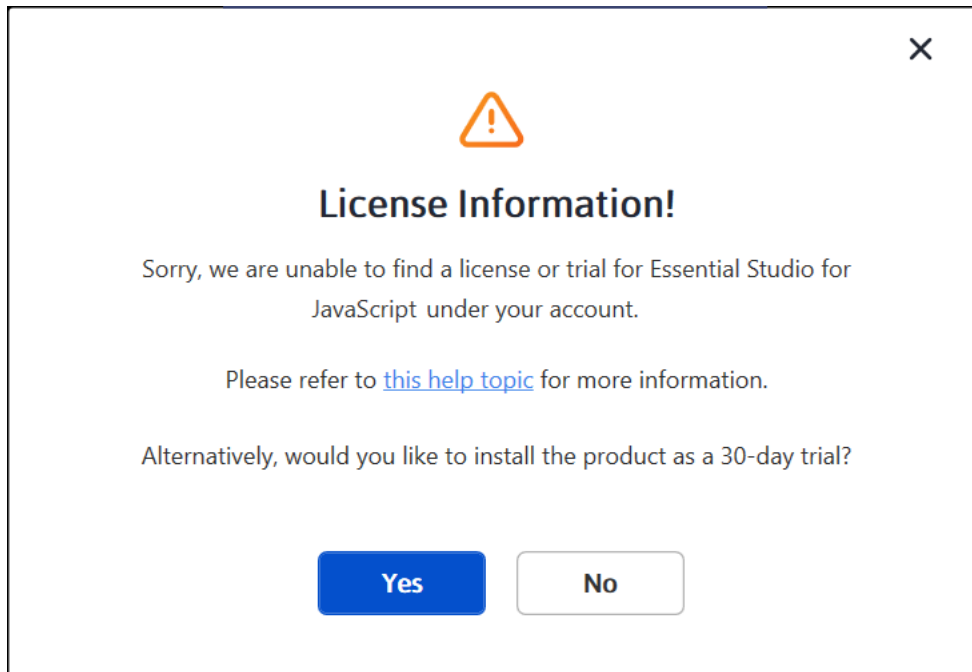 License Information!
Sorry, we are unable to find a license or trial for Essential Studio for
JavaScript under your account.
Please refer to this help topic for more information.
Alternatively, would you like to install the product as a 30-day trial?
Yes
No